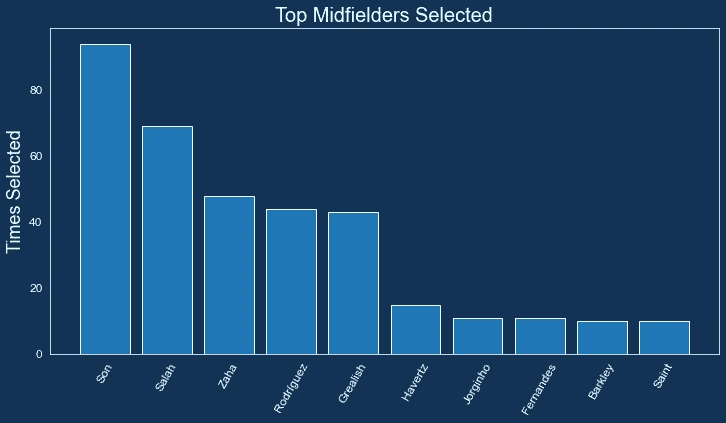 Top Midfielders Selected
Times Selected
80
60
40
20
0
Son
Salah
Zaha
Rodríguez
Grealish
Havertz
Jorginho
Fernandes
Barkley
Saint